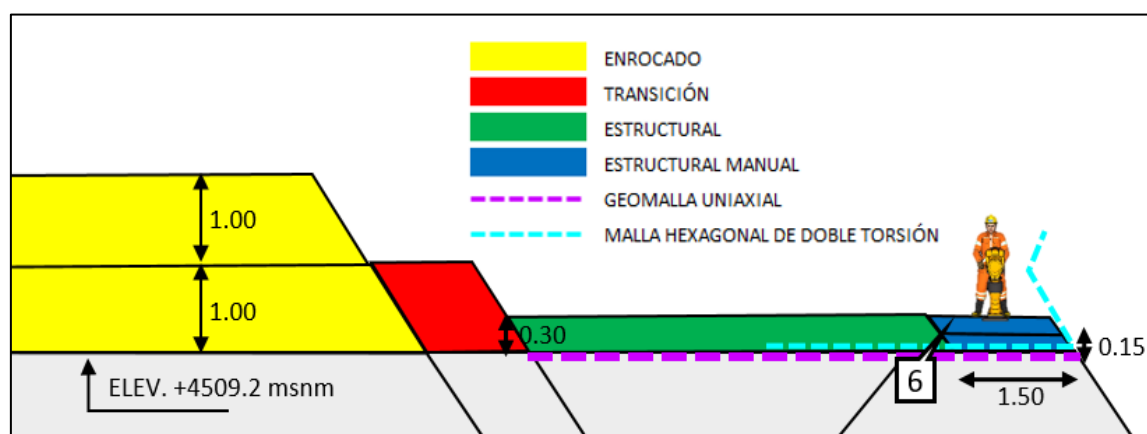 ENROCADO
TRANSICIÓN
ESTRUCTURAL
ESTRUCTURAL MANUAL
GEOMALLA UNIAXIAL
MALLA HEXAGONAL DE DOBLE TORSIÓN
1.00
1.00
0.30
0.15
6
1.50
ELEV. +4509.2 msnm